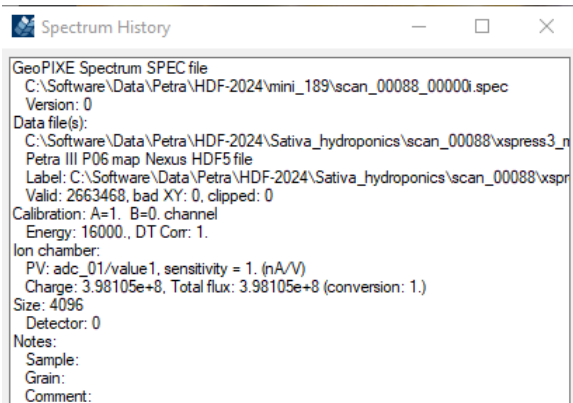 Spectrum History
GeoPIXE Spectrum SPEC file
C:\Software\Data\Petra\HDF-2024\mini_189\scan_00088_00000i.spec
Version: 0
Data file(s):
C:\Software\Data\Petra\HDF-2024\Sativa_hydroponics\scan_00088\xspress3_m
Petra III P06 map Nexus HDF5 file
Label: C:\Software\Data\Petra\HDF-2024\Sativa_hydroponics\scan_00088\xspr
Valid: 2663468, bad XY: 0, clipped: 0
Calibration: A=1. B=0. channel
Energy: 16000., DT Corr: 1.
Ion chamber:
PV: adc_01/value1, sensitivity = 1. (nA/V)
Charge: 3.98105e+8, Total flux: 3.98105e+8 (conversion: 1.)
Size: 4096
Detector: 0
Notes:
Sample:
Grain:
Comment: